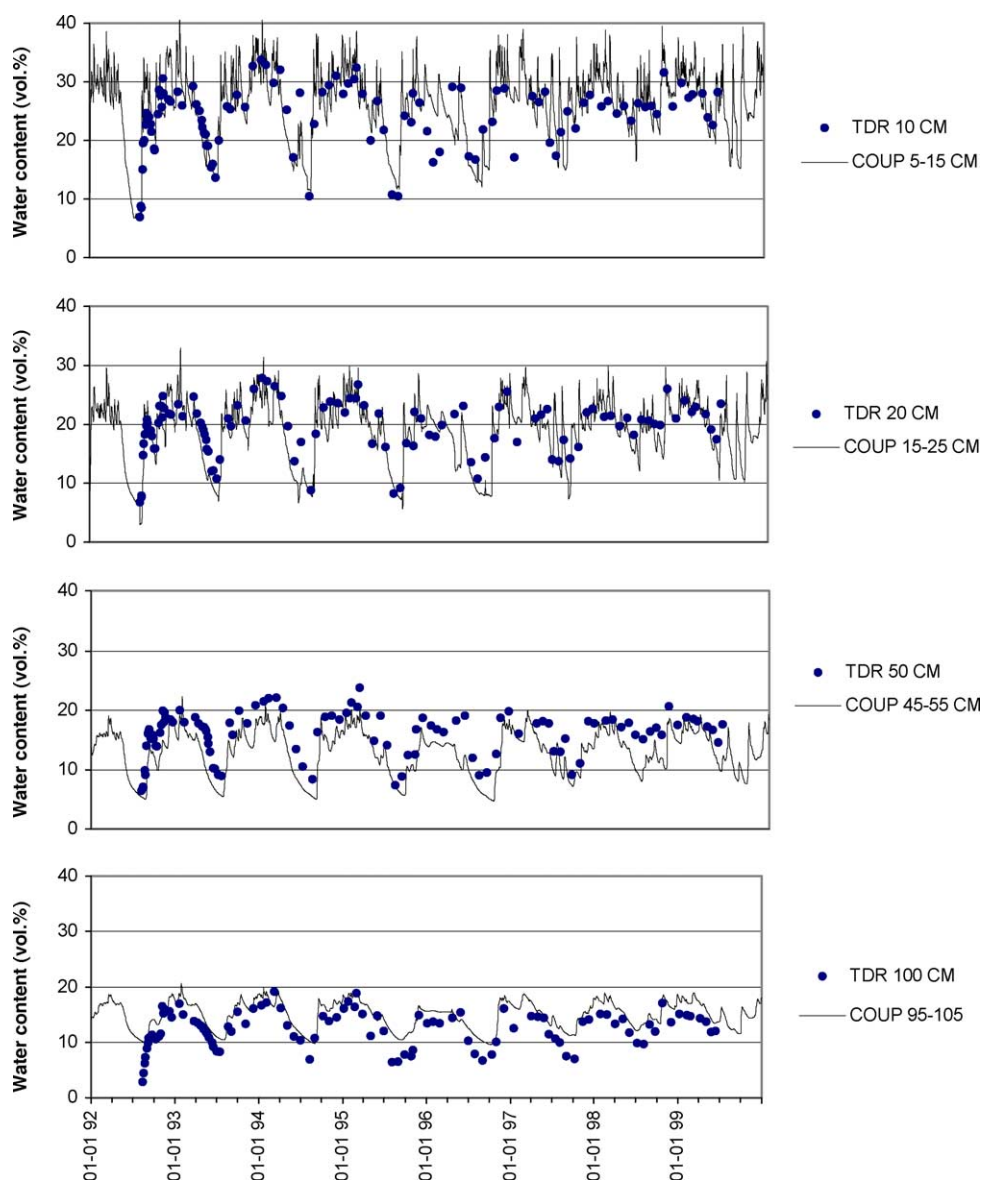 Water content (vol.%)
40
30
20
10
0
TDR 10 CM
COUP 5-15 CM
Water content (vol.%)
40
30
20
10
0
TDR 20 CM
COUP 15-25 CM
Water content (vol.%)
40
30
20
10
0
TDR 50 CM
COUP 45-55 CM
Water content (vol.%)
40
30
20
10
0
TDR 100 CM
COUP 95-105
01-01 92
01-01 93
01-01 94
01-01 95
01-01 96
01-01 97
01-01 98
01-01 99